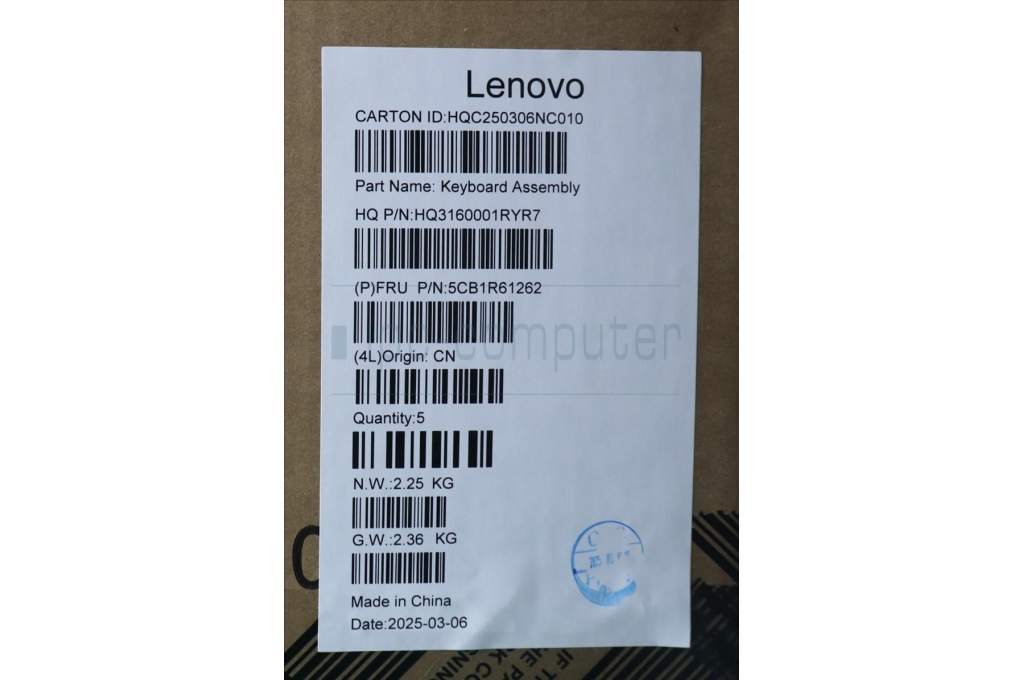 Lenovo
CARTON ID:HQC250306NC010
Part Name: Keyboard Assembly
HQ P/N:HQ3160001RYR7
(P)FRU P/N:5CB1R61262
computer
(4L)Origin: CN
Quantity:5
N.W.:2.25 KG
G.W.:2.36 KG
Made in China
Date:2025-03-06